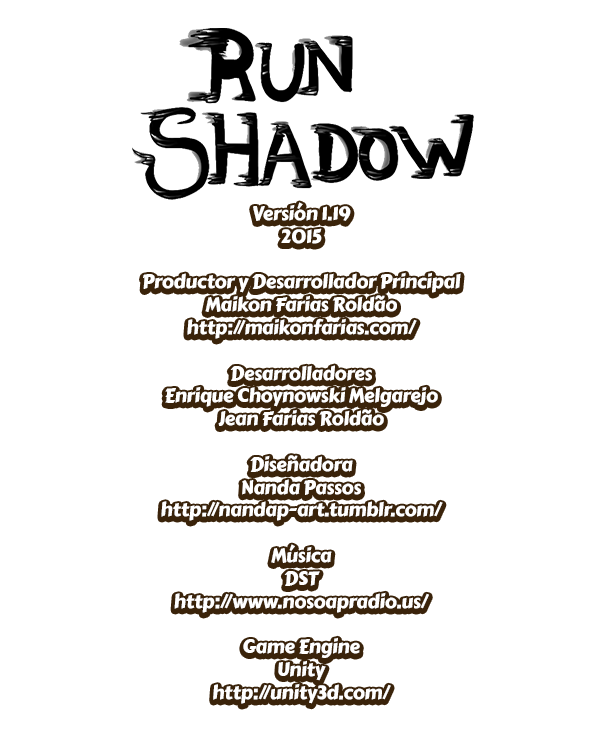 RUN
SHADOW
Versión 1.19
2015
Productor y Desarrollador Principal
Maikon Farias Roldão
http://maikonfarias.com/
Desarrolladores
Enrique Choynowski Melgarejo
Jean Farias Roldão
Diseñadora
Nanda Passos
http://nandap-art.tumblr.com/
Música
DST
http://www.nosoapradio.us/
Game Engine
Unity
http://unity3d.com/